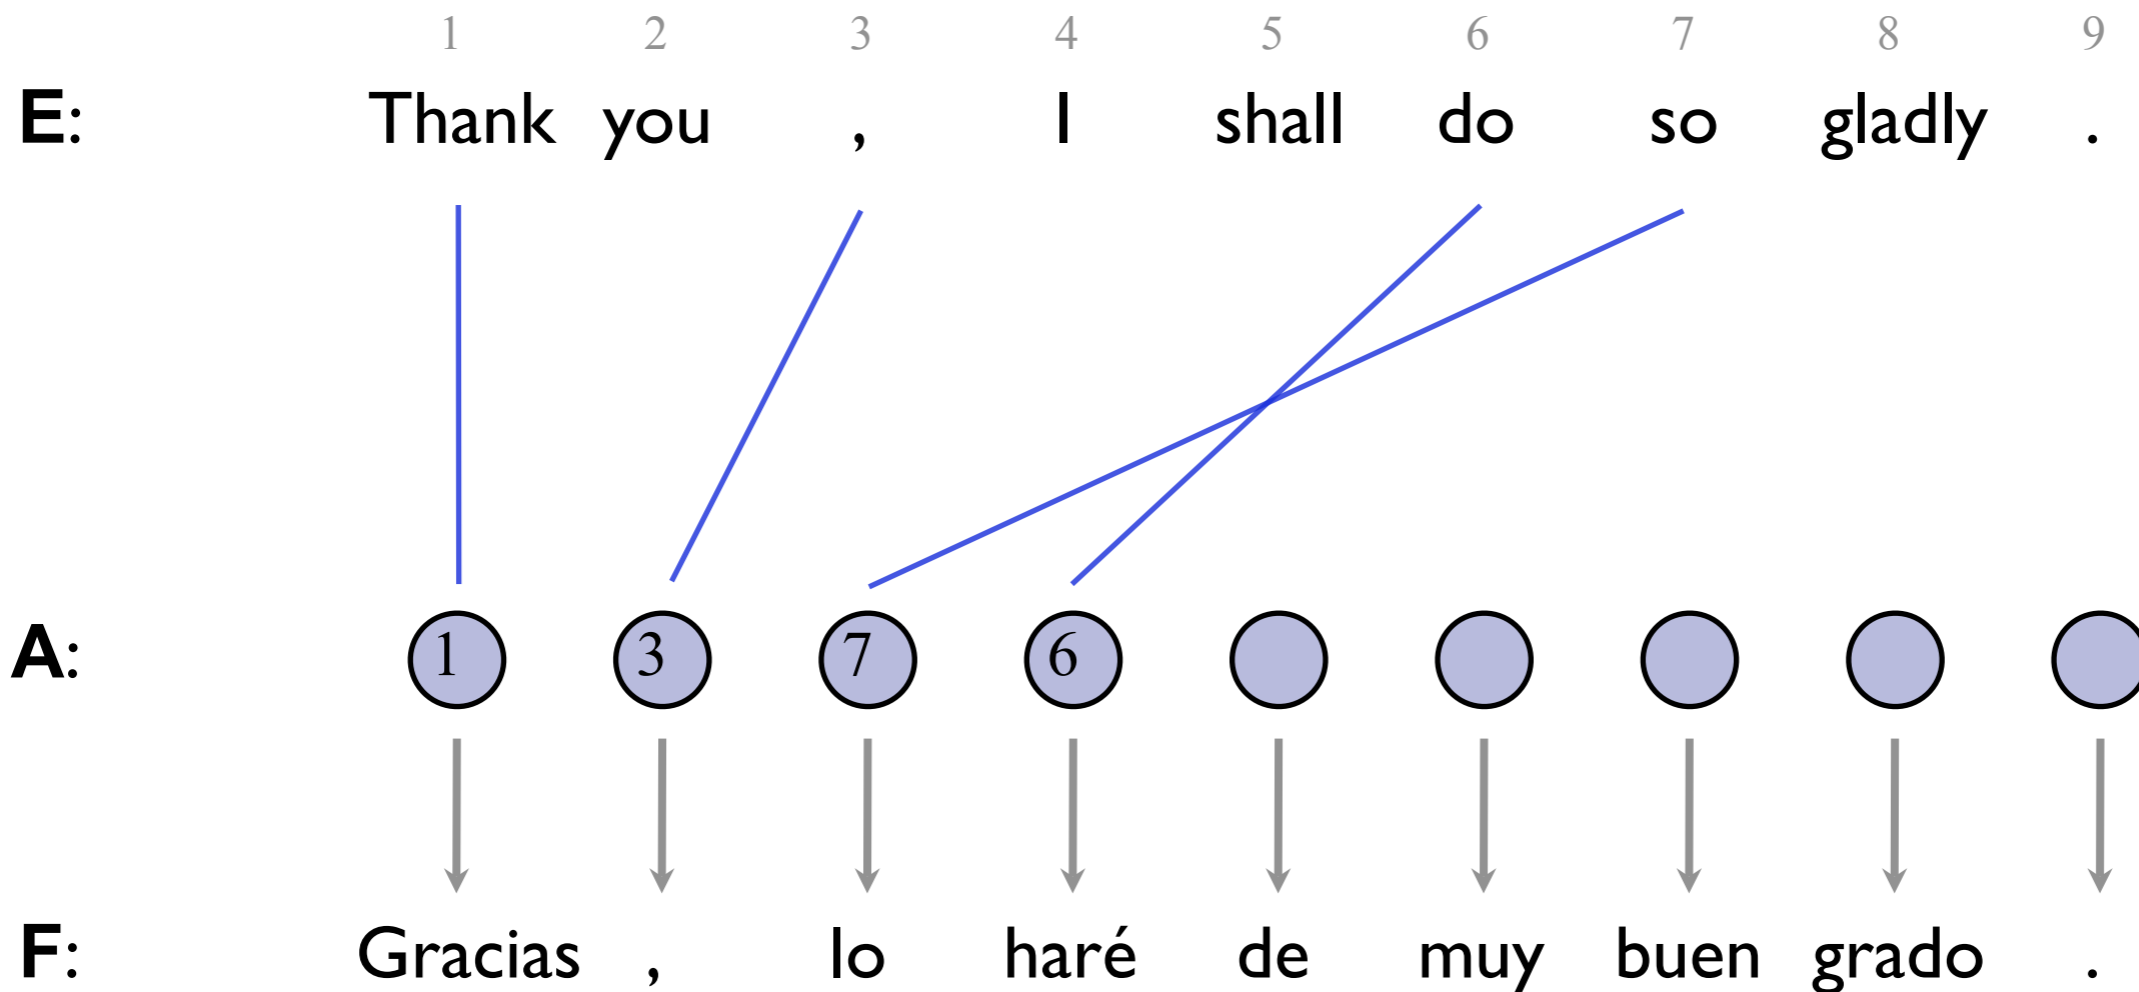 1 2 3 4 5 6 7 8 9
E: Thank you , I shall do so gladly .
A: 1 3 7 6
F: Gracias , lo haré de muy buen grado .